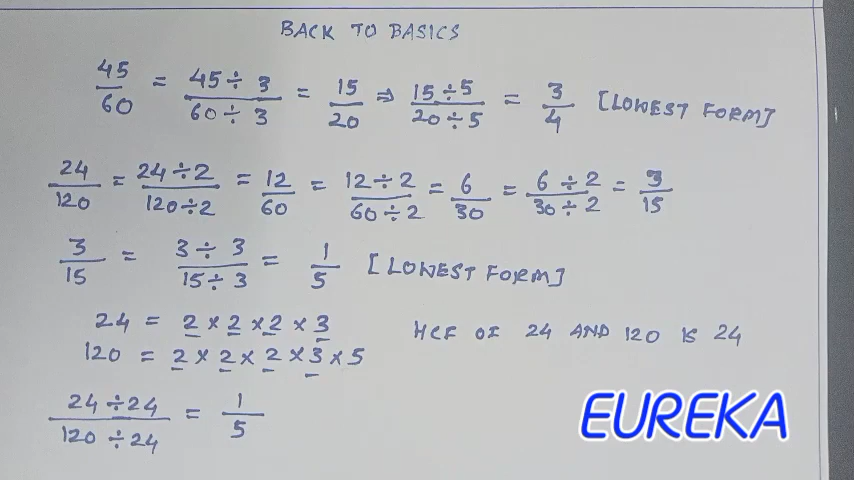 BACK TO BASICS
45/60 = 45÷3/60÷3 = 15/20 ⇒ 15÷5/20÷5 = 3/4 [LOWEST FORM]
24/120 = 24÷2/120÷2 = 12/60 = 12÷2/60÷2 = 6/30 = 6÷2/30÷2 = 3/15
3/15 = 3÷3/15÷3 = 1/5 [LOWEST FORM]
24 = 2×2×2×3 HCF OF 24 AND 120 IS 24
120 = 2×2×2×3×5
24÷24/120÷24 = 1/5
EUREKA